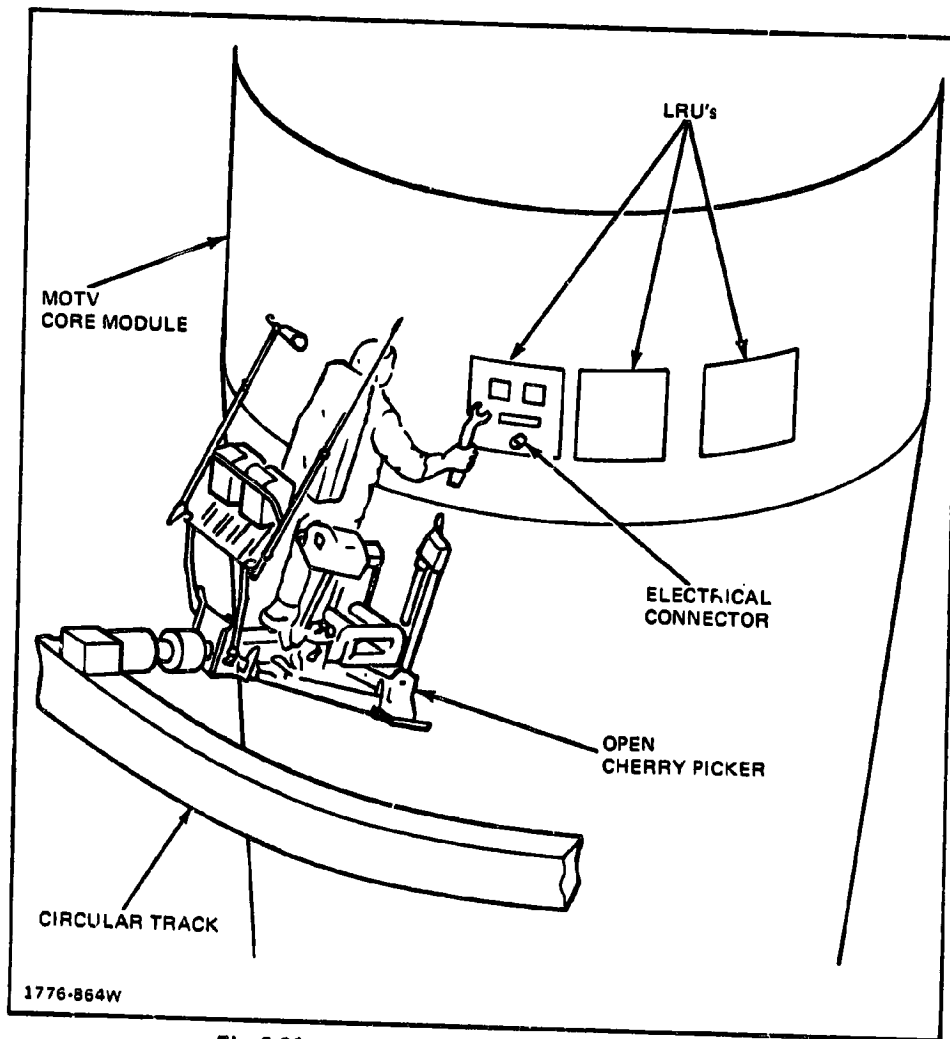 LRU's
MOTV
CORE MODULE
ELECTRICAL
CONNECTOR
OPEN
CHERRY PICKER
CIRCULAR TRACK
1776-864W